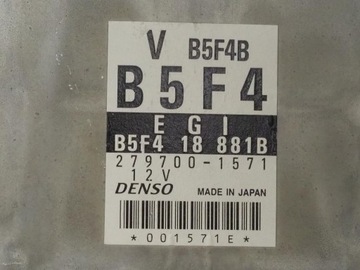 V B5F4B
B5F4
EGI
B5F4 18 881B
279700-1571
12V
DENSO MADE IN JAPAN
*001571E*